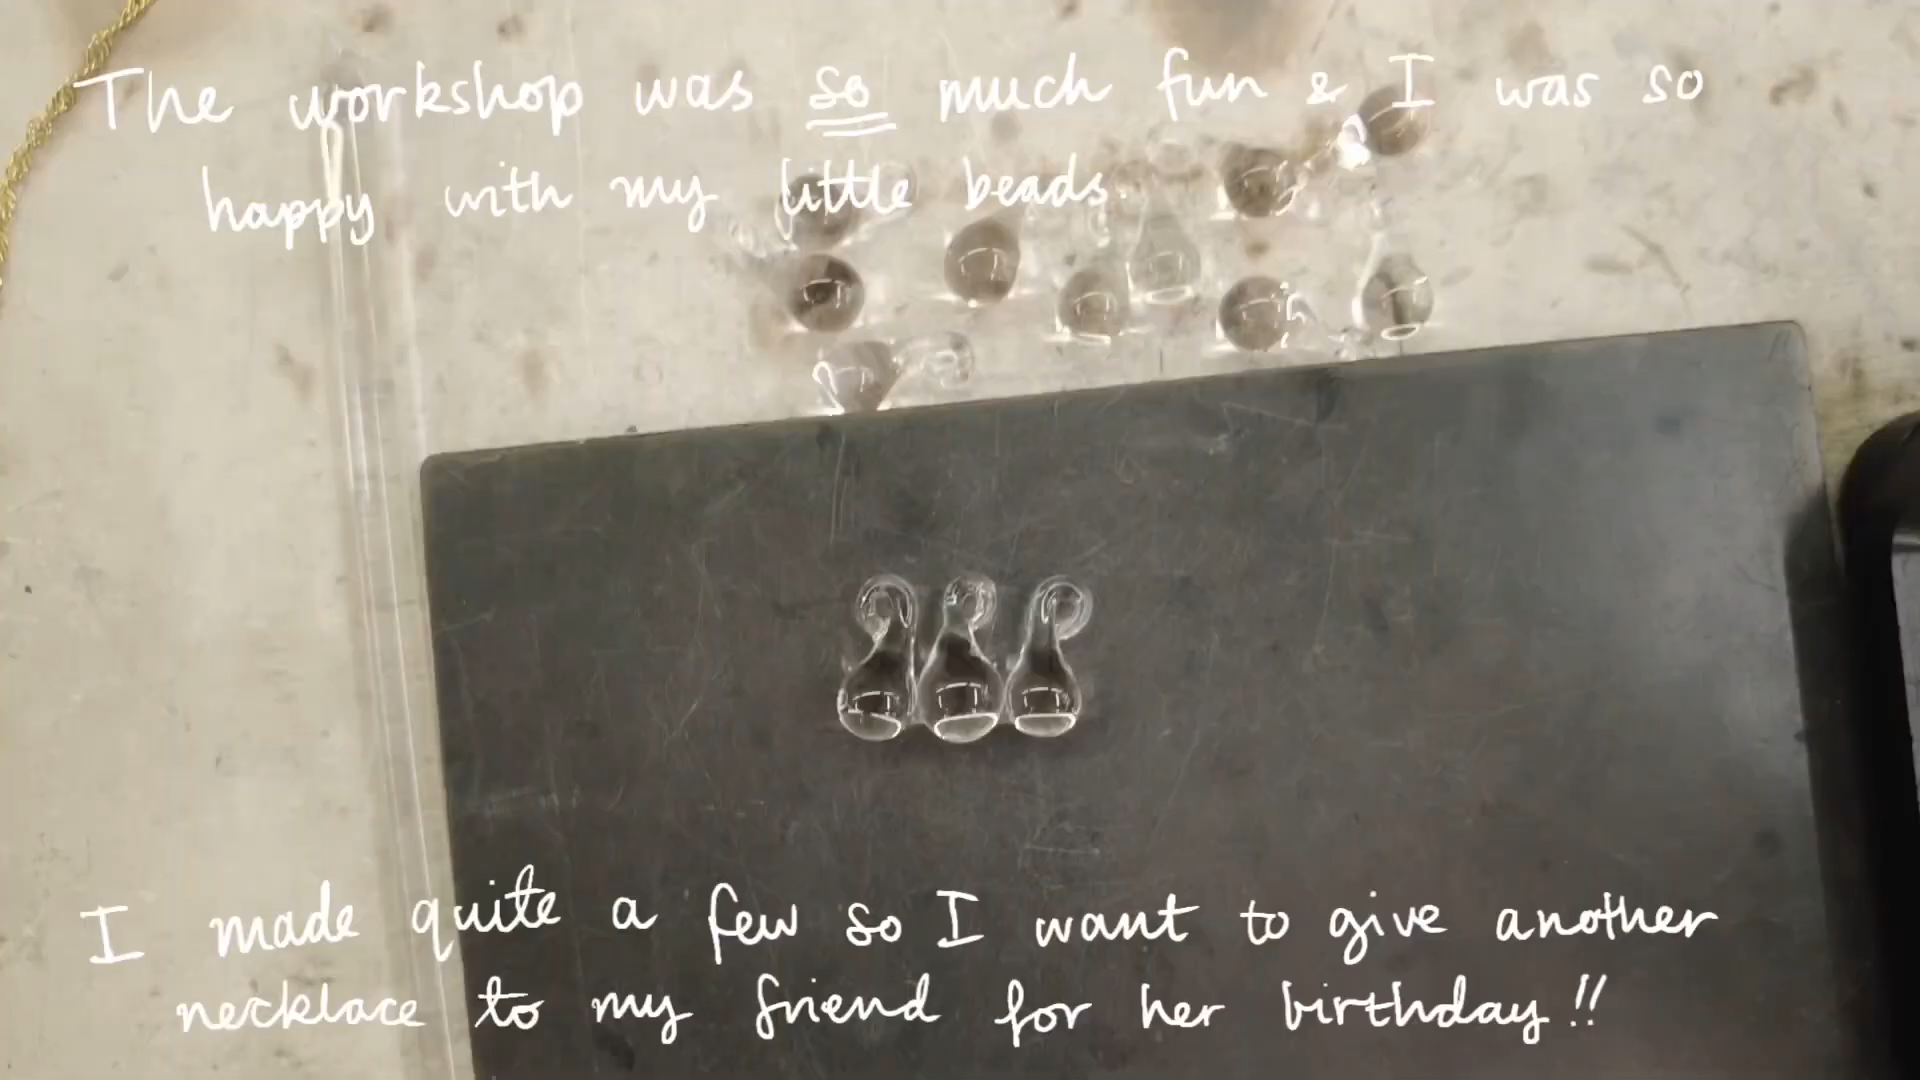 The workshop was so much fun & I was so
happy with my little beads.
I made quite a few so I want to give another
necklace to my friend for her birthday!!